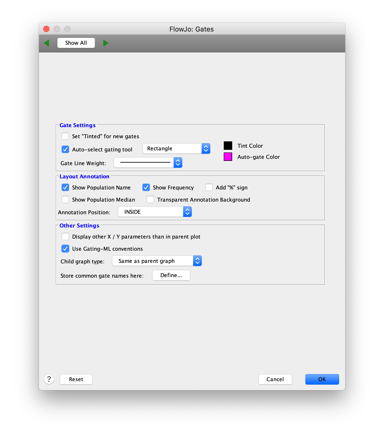 FlowJo: Gates
Show All
Gate Settings
Set "Tinted" for new gates
Auto-select gating tool Rectangle Tint Color
Gate Line Weight: Auto-gate Color
Layout Annotation
Show Population Name Show Frequency Add "%" sign
Show Population Median Transparent Annotation Background
Annotation Position: INSIDE
Other Settings
Display other X / Y parameters than in parent plot
Use Gating-ML conventions
Child graph type: Same as parent graph
Store common gate names here: Define...
? Reset Cancel OK